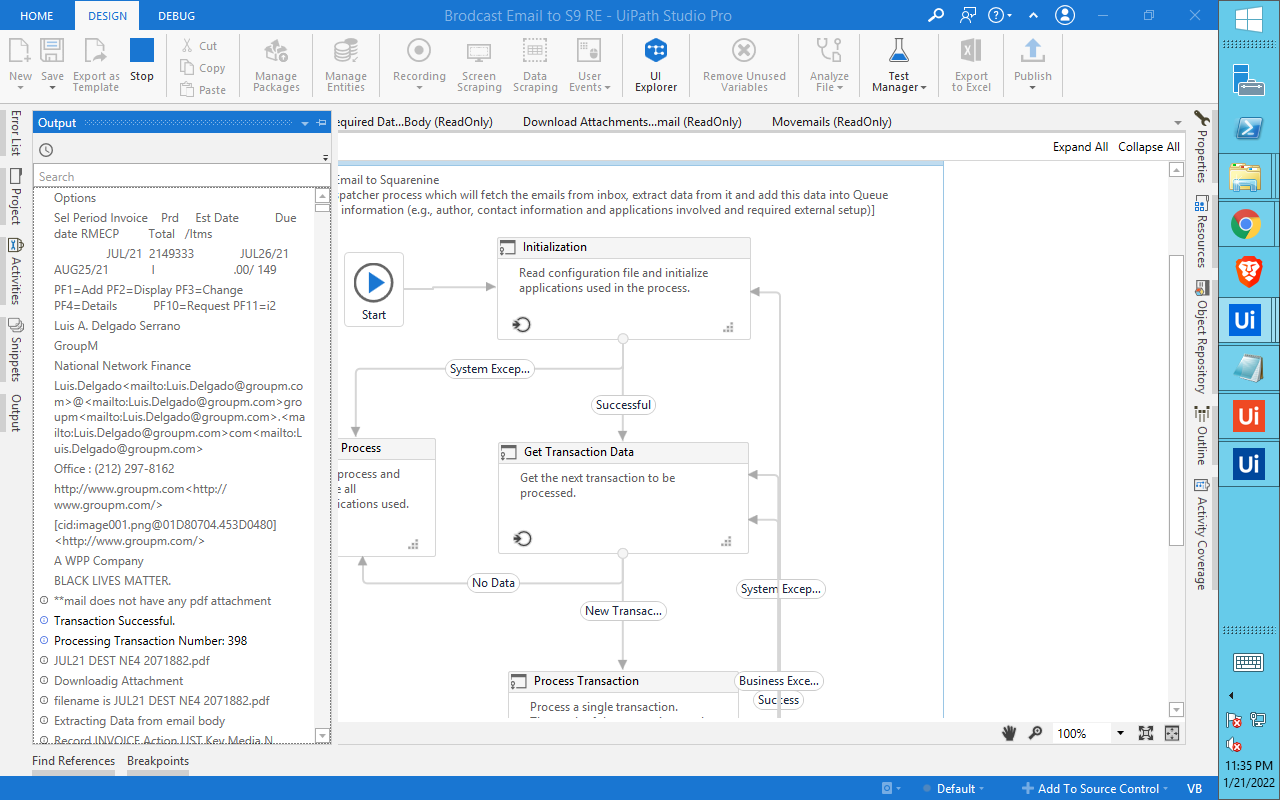 HOME
DESIGN
DEBUG
Brodcast Email to S9 RE - UiPath Studio Pro
New
Save
Export as
Template
Stop
Cut
Copy
Paste
Manage
Packages
Manage
Entities
Recording
Screen
Scraping
Data
Scraping
User
Events
UI
Explorer
Remove Unused
Variables
Analyze
File
Test
Manager
Export
to Excel
Publish
Error List
Project
Activities
Snippets
Output
Output
Search
Options
Sel Period Invoice Prd Est Date Due
date RMECP Total /Itms
JUL/21 2149333 JUL26/21
AUG25/21 I .00/ 149
PF1=Add PF2=Display PF3=Change
PF4=Details PF10=Request PF11=i2
Luis A. Delgado Serrano
GroupM
National Network Finance
Luis.Delgado<mailto:Luis.Delgado@groupm.co
m>@<mailto:Luis.Delgado@groupm.com>gro
upm<mailto:Luis.Delgado@groupm.com>.<ma
ilto:Luis.Delgado@groupm.com>com<mailto:L
uis.Delgado@groupm.com>
Office : (212) 297-8162
http://www.groupm.com<http://
www.groupm.com/>
[cid:image001.png@01D80704.453D0480]
<http://www.groupm.com/>
A WPP Company
BLACK LIVES MATTER.
**mail does not have any pdf attachment
Transaction Successful.
Processing Transaction Number: 398
JUL21 DEST NE4 2071882.pdf
Downloadig Attachment
filename is JUL21 DEST NE4 2071882.pdf
Extracting Data from email body
Record INVOICE Action LIST Key Media N
Find References
Breakpoints
equired Dat...Body (ReadOnly)
Download Attachments...mail (ReadOnly)
Movemails (ReadOnly)
Expand All
Collapse All
Email to Squarenine
spatcher process which will fetch the emails from inbox, extract data from it and add this data into Queue
information (e.g., author, contact information and applications involved and required external setup)]
Start
Initialization
Read configuration file and initialize
applications used in the process.
System Excep...
Successful
Process
process and
e all
ications used.
Get Transaction Data
Get the next transaction to be
processed.
No Data
System Excep...
New Transac...
Process Transaction
Process a single transaction.
Business Exce...
Success
100%
Properties
Resources
Object Repository
Outline
Activity Coverage
Default
Add To Source Control
VB
Ui
Ui
Ui
11:35 PM
1/21/2022